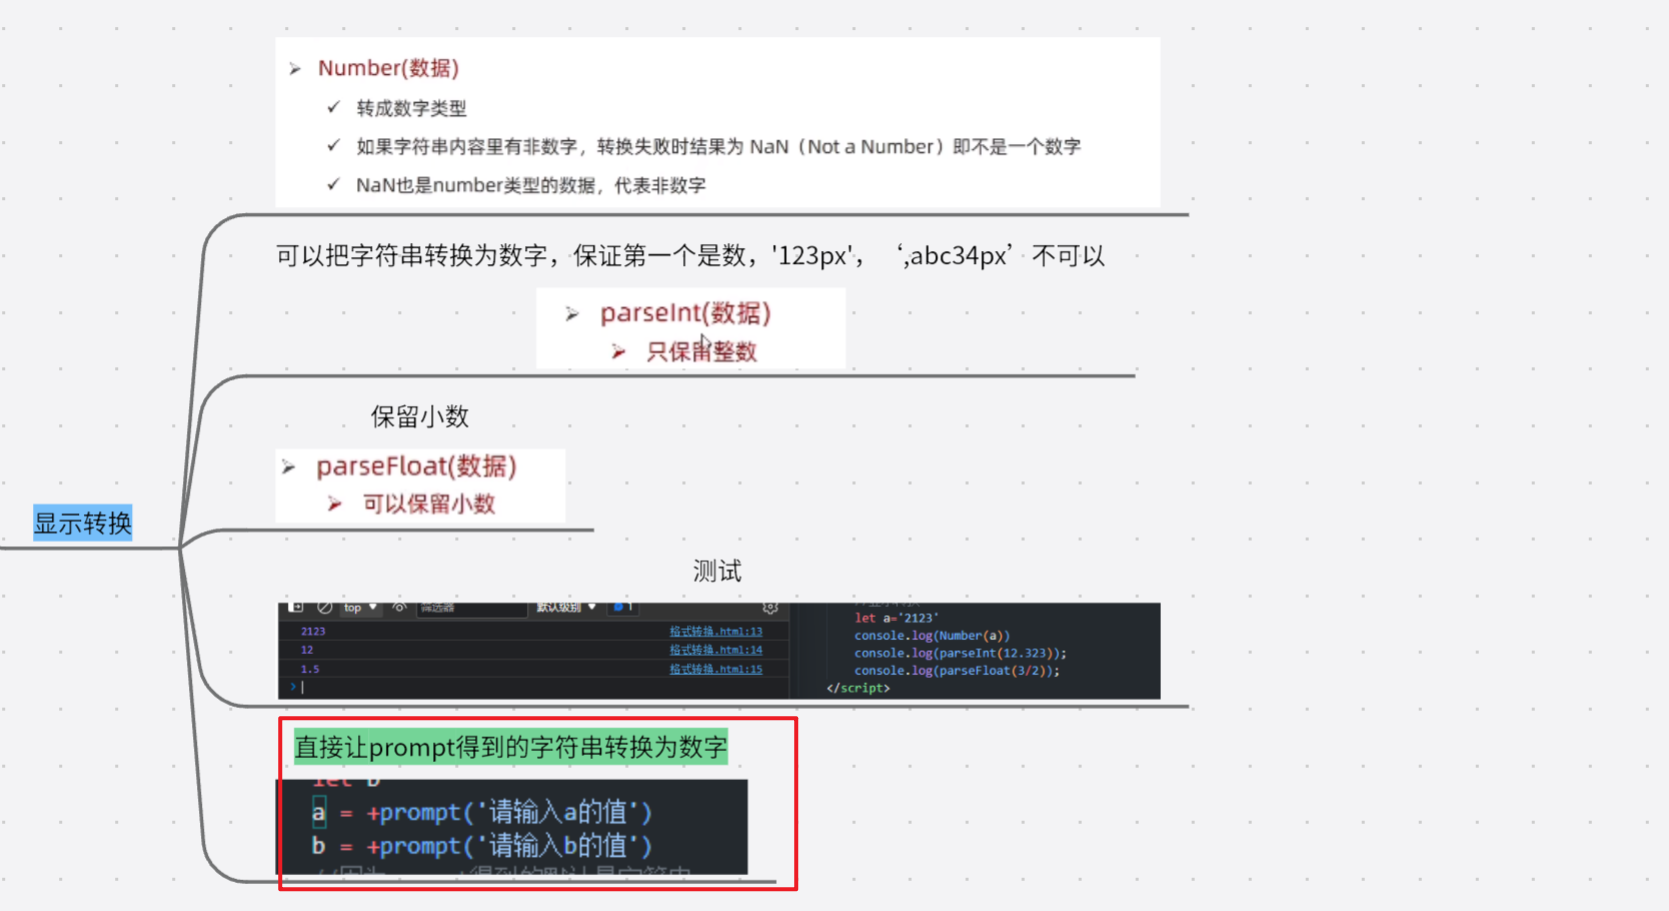 Number(数据)
转成数字类型
如果字符串内容里有非数字，转换失败时结果为 NaN（Not a Number）即不是一个数字
NaN也是number类型的数据，代表非数字
可以把字符串转换为数字，保证第一个是数，'123px'，‘,abc34px’不可以
parseInt(数据)
只保留整数
保留小数
parseFloat(数据)
可以保留小数
显示转换
测试
top 筛选器 默认级别 1
2123 格式转换.html:13
12 格式转换.html:14
1.5 格式转换.html:15
>
let a='2123'
console.log(Number(a))
console.log(parseInt(12.323));
console.log(parseFloat(3/2));
</script>
直接让prompt得到的字符串转换为数字
let b
a = +prompt('请输入a的值')
b = +prompt('请输入b的值')